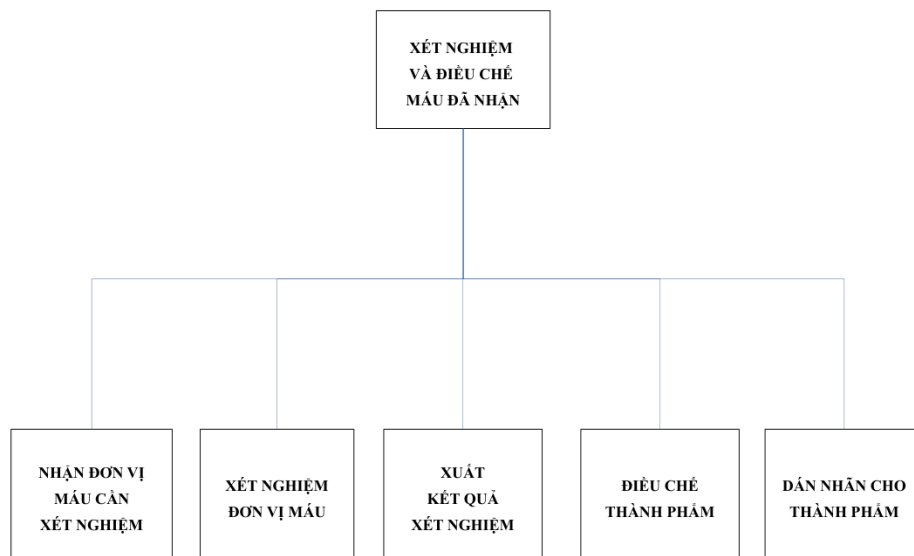 XÉT NGHIỆM
VÀ ĐIỀU CHẾ
MÁU ĐÃ NHẬN
NHẬN ĐƠN VỊ
MÁU CẦN
XÉT NGHIỆM
XÉT NGHIỆM
ĐƠN VỊ MÁU
XUẤT
KẾT QUẢ
XÉT NGHIỆM
ĐIỀU CHẾ
THÀNH PHẨM
DÁN NHÃN CHO
THÀNH PHẨM